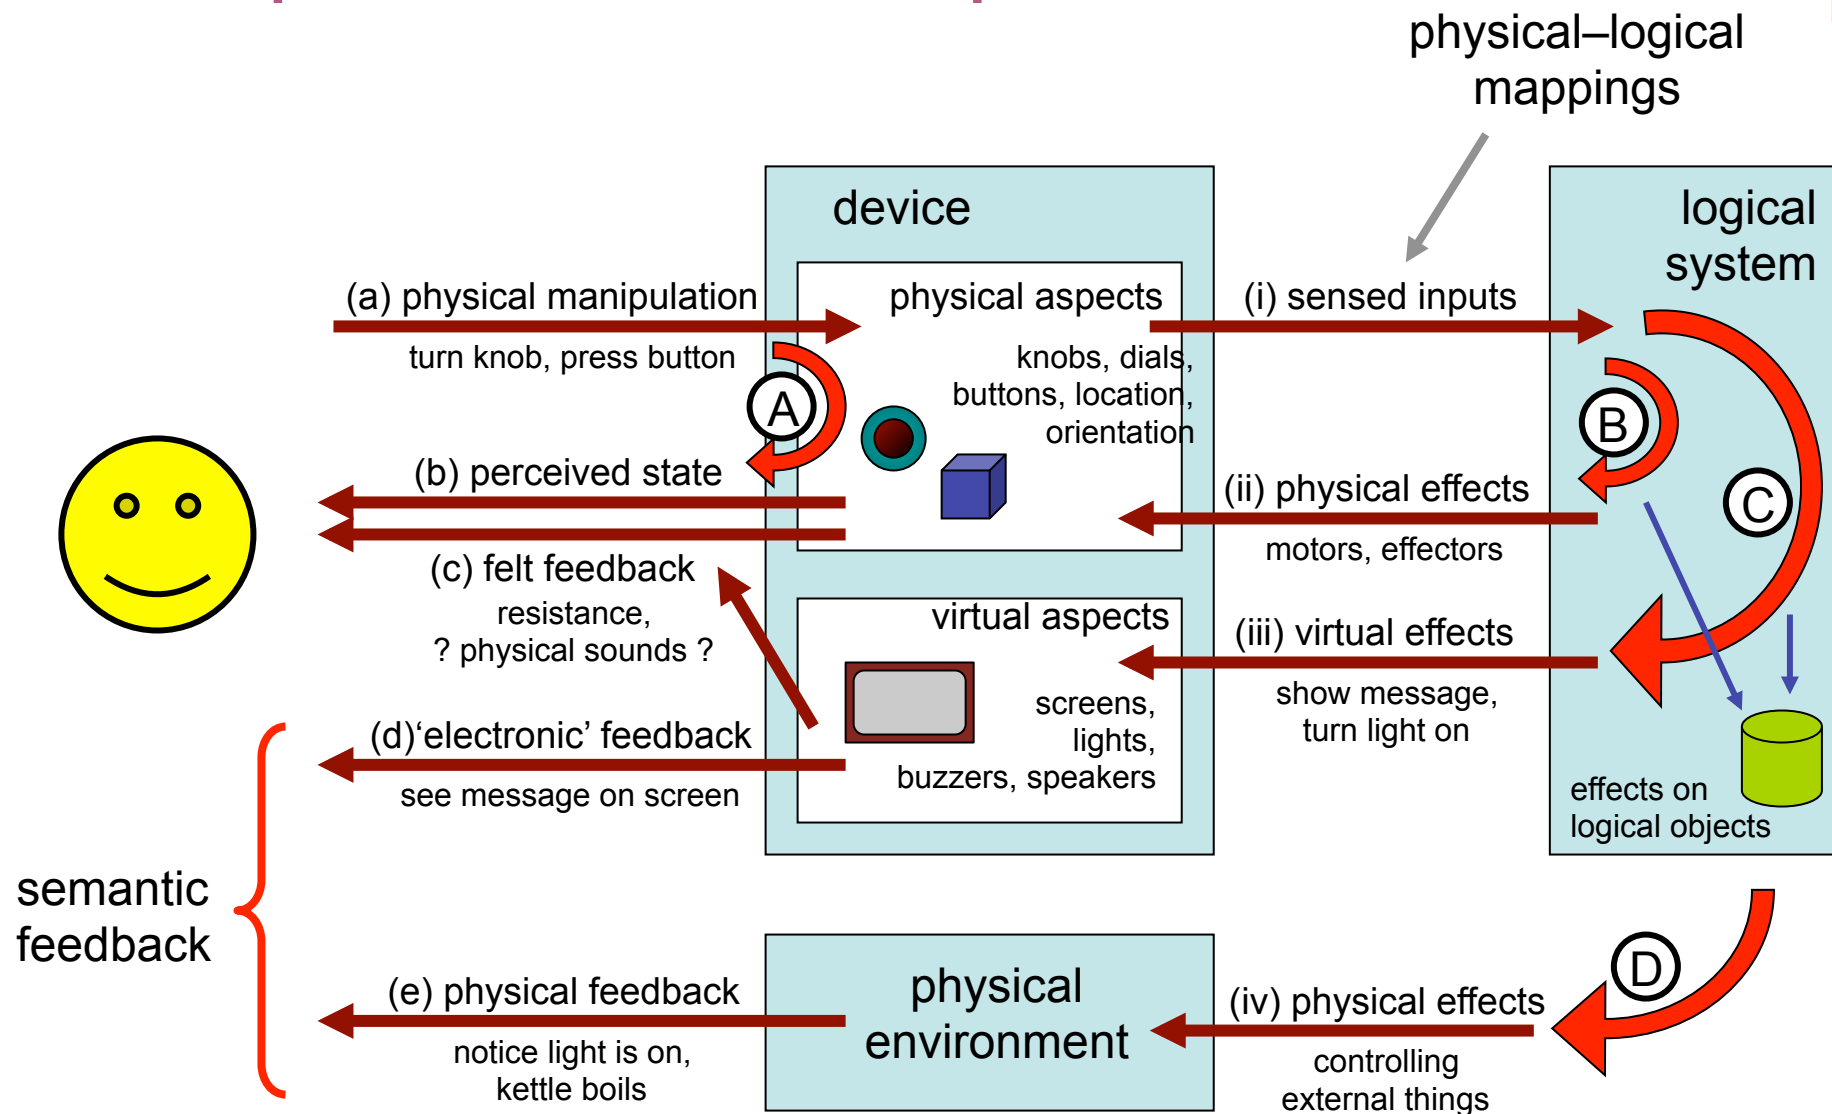 physical–logical
mappings
device
logical
system
(a) physical manipulation
turn knob, press button
physical aspects
knobs, dials,
buttons, location,
orientation
(i) sensed inputs
A
B
C
(b) perceived state
(ii) physical effects
motors, effectors
(c) felt feedback
resistance,
? physical sounds ?
virtual aspects
screens,
lights,
buzzers, speakers
(iii) virtual effects
show message,
turn light on
(d)‘electronic’ feedback
see message on screen
effects on
logical objects
semantic
feedback
(e) physical feedback
notice light is on,
kettle boils
physical
environment
D
(iv) physical effects
controlling
external things